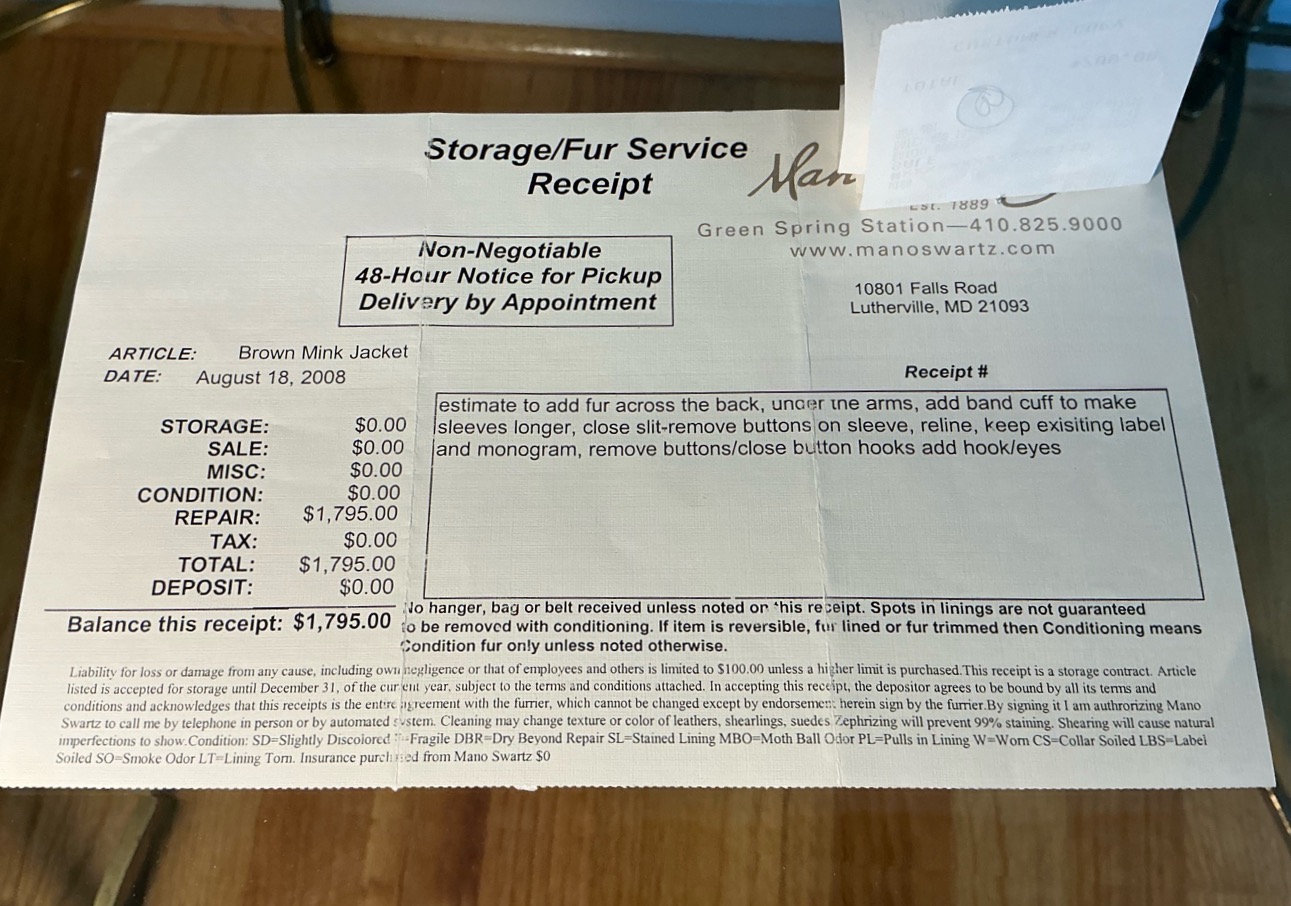 Storage/Fur Service
Receipt
Man
EST. 1889
Green Spring Station—410.825.9000
www.manoswartz.com
Non-Negotiable
48-Hour Notice for Pickup
Delivery by Appointment
10801 Falls Road
Lutherville, MD 21093
ARTICLE: Brown Mink Jacket
DATE: August 18, 2008
Receipt #
estimate to add fur across the back, under the arms, add band cuff to make
sleeves longer, close slit-remove buttons on sleeve, reline, keep exisiting label
and monogram, remove buttons/close button hooks add hook/eyes
STORAGE: $0.00
SALE: $0.00
MISC: $0.00
CONDITION: $0.00
REPAIR: $1,795.00
TAX: $0.00
TOTAL: $1,795.00
DEPOSIT: $0.00
Balance this receipt: $1,795.00
No hanger, bag or belt received unless noted on this receipt. Spots in linings are not guaranteed
to be removed with conditioning. If item is reversible, fur lined or fur trimmed then Conditioning means
Condition fur only unless noted otherwise.
Liability for loss or damage from any cause, including own negligence or that of employees and others is limited to $100.00 unless a higher limit is purchased.This receipt is a storage contract. Article
listed is accepted for storage until December 31, of the current year, subject to the terms and conditions attached. In accepting this receipt, the depositor agrees to be bound by all its terms and
conditions and acknowledges that this receipts is the entire agreement with the furrier, which cannot be changed except by endorsement herein sign by the furrier.By signing it I am authrorizing Mano
Swartz to call me by telephone in person or by automated system. Cleaning may change texture or color of leathers, shearlings, suedes Zephrizing will prevent 99% staining. Shearing will cause natural
imperfections to show.Condition: SD=Slightly Discolored =Fragile DBR=Dry Beyond Repair SL=Stained Lining MBO=Moth Ball Odor PL=Pulls in Lining W=Worn CS=Collar Soiled LBS=Label
Soiled SO=Smoke Odor LT=Lining Torn. Insurance purchased from Mano Swartz $0